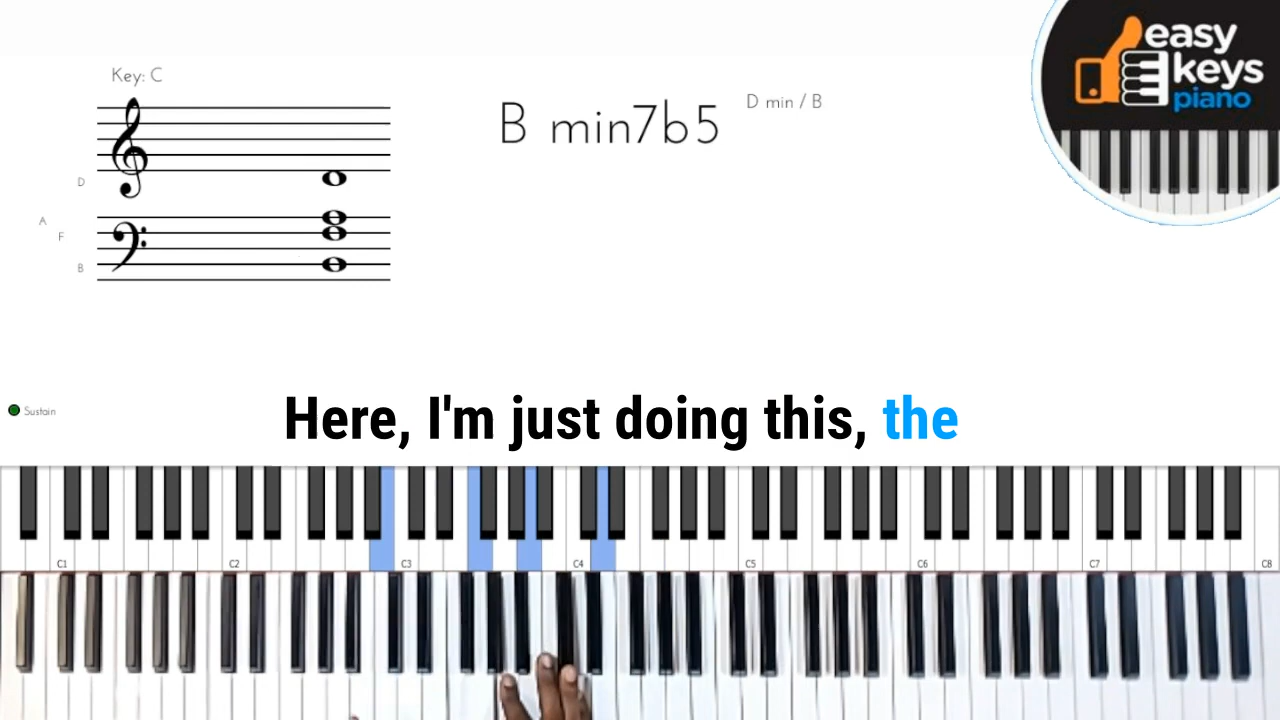 easy
keys
piano
Key: C
B min7b5
D min / B
D
A
F
B
Sustain
Here, I'm just doing this, the
C1 C2 C3 C4 C5 C6 C7 C8